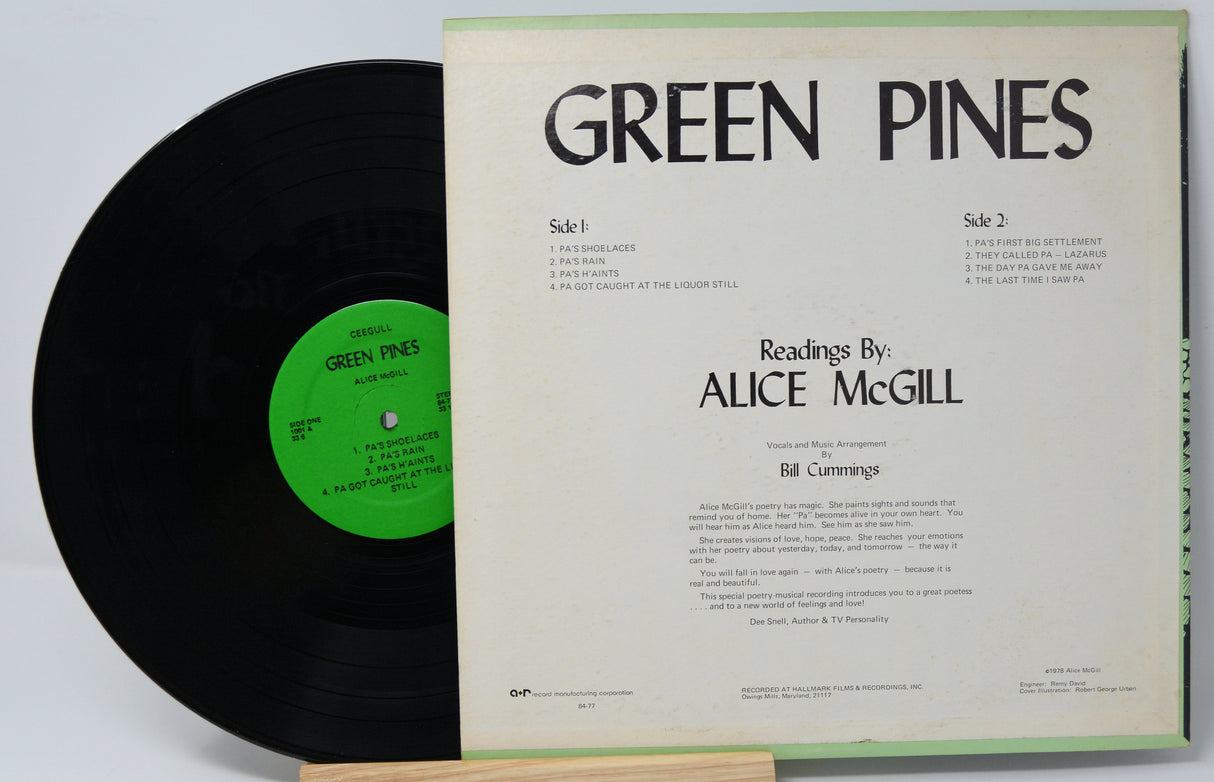 CEEGULL
GREEN PINES
ALICE McGILL
SIDE ONE
1001 A
33 6
1. PA'S SHOELACES
2. PA'S RAIN
3. PA'S H'AINTS
4. PA GOT CAUGHT AT THE
STILL
GREEN PINES
Side 1:
1. PA'S SHOELACES
2. PA'S RAIN
3. PA'S H'AINTS
4. PA GOT CAUGHT AT THE LIQUOR STILL
Side 2:
1. PA'S FIRST BIG SETTLEMENT
2. THEY CALLED PA — LAZARUS
3. THE DAY PA GAVE ME AWAY
4. THE LAST TIME I SAW PA
Readings By:
ALICE McGILL
Vocals and Music Arrangement
By
Bill Cummings
Alice McGill's poetry has magic. She paints sights and sounds that
remind you of home. Her "Pa" becomes alive in your own heart. You
will hear him as Alice heard him. See him as she saw him.
She creates visions of love, hope, peace. She reaches your emotions
with her poetry about yesterday, today, and tomorrow — the way it
can be.
You will fall in love again — with Alice's poetry — because it is
real and beautiful.
This special poetry-musical recording introduces you to a great poetess
. . . . and to a new world of feelings and love!
Dee Snell, Author & TV Personality
a+r record manufacturing corporation
84-77
RECORDED AT HALLMARK FILMS & RECORDINGS, INC.
Owings Mills, Maryland, 21117
©1978 Alice McGill
Engineer: Remy David
Cover Illustration: Robert George Urban